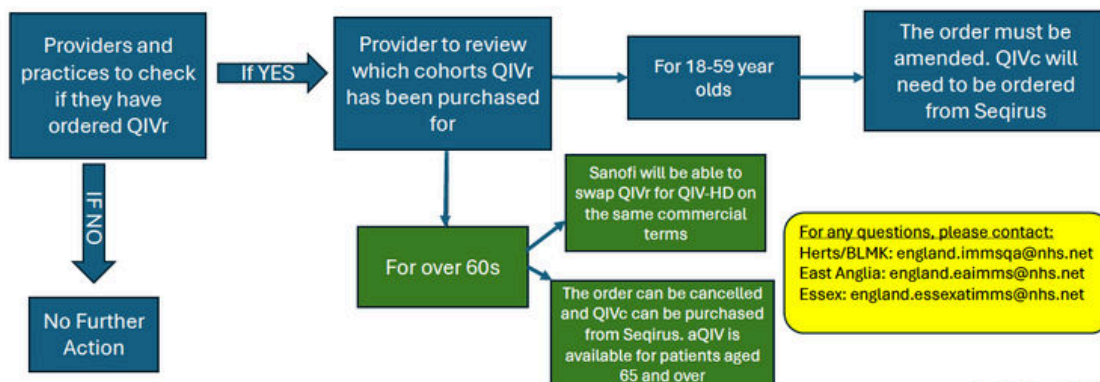 Providers and
practices to check
if they have
ordered QIVr
If YES
Provider to review
which cohorts QIVr
has been purchased
for
For 18-59 year
olds
The order must be
amended. QIVc will
need to be ordered
from Seqirus
IF NO
No Further
Action
For over 60s
Sanofi will be able to
swap QIVr for QIV-HD on
the same commercial
terms
The order can be cancelled
and QIVc can be purchased
from Seqirus. aQIV is
available for patients aged
65 and over
For any questions, please contact:
Herts/BLMK: england.immsqa@nhs.net
East Anglia: england.eaimms@nhs.net
Essex: england.essexatimms@nhs.net